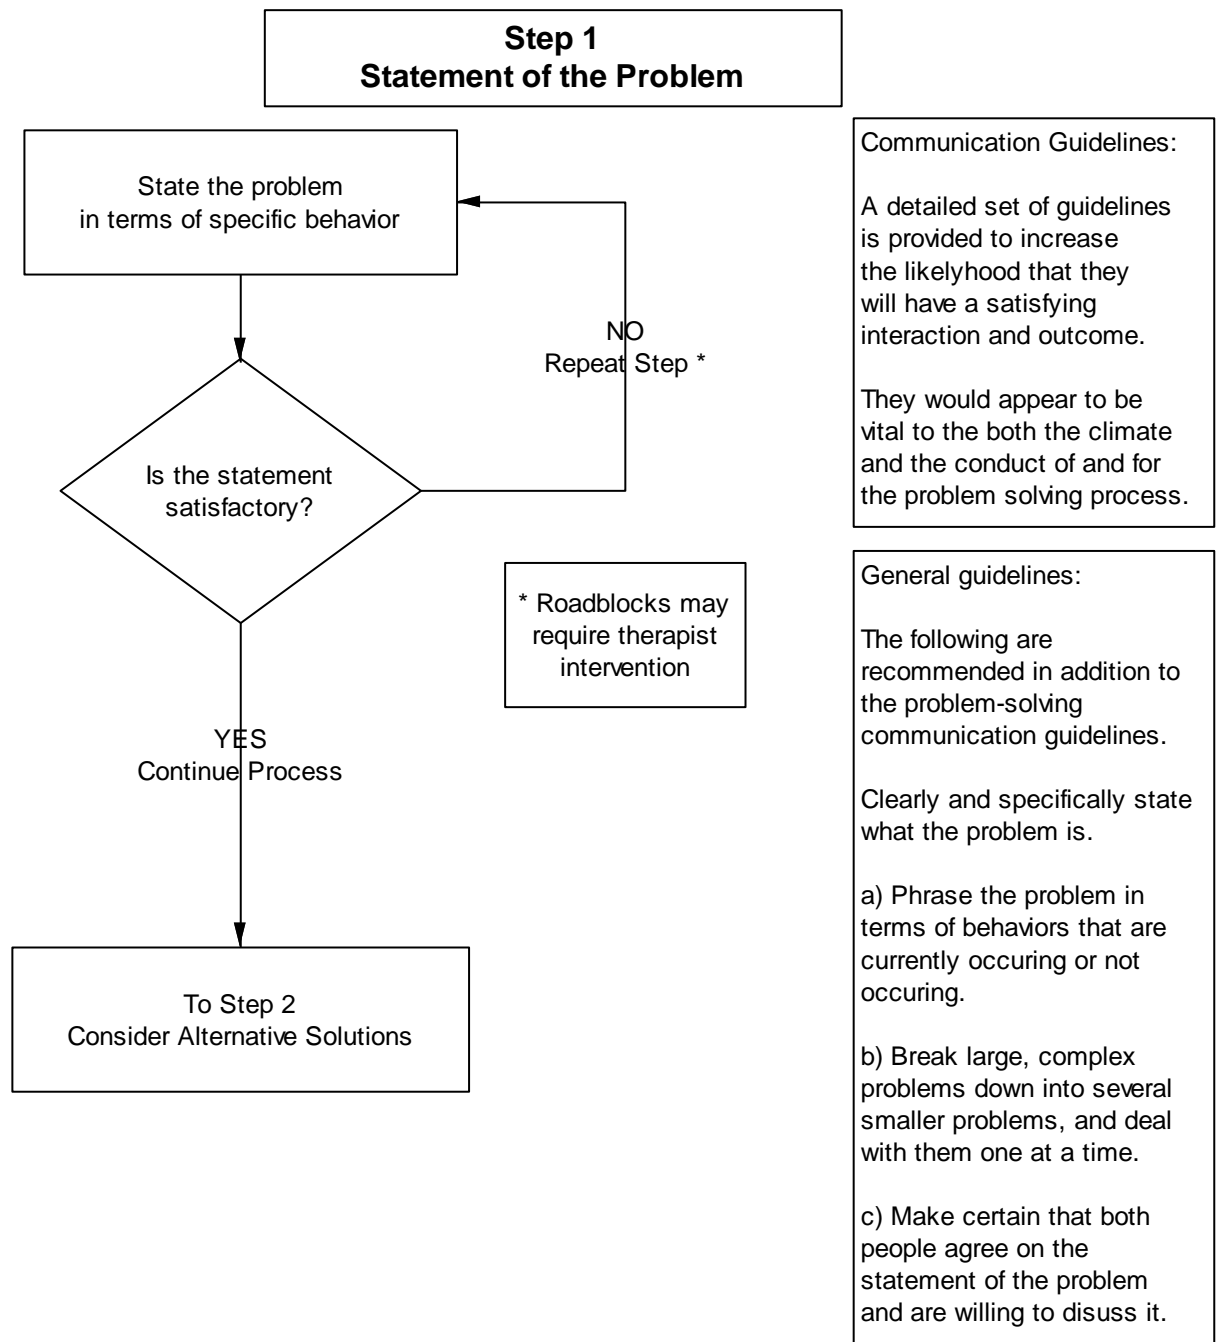 Step 1
Statement of the Problem
State the problem
in terms of specific behavior
NO
Repeat Step *
Is the statement
satisfactory?
* Roadblocks may
require therapist
intervention
YES
Continue Process
To Step 2
Consider Alternative Solutions
Communication Guidelines:
A detailed set of guidelines
is provided to increase
the likelyhood that they
will have a satisfying
interaction and outcome.
They would appear to be
vital to the both the climate
and the conduct of and for
the problem solving process.
General guidelines:
The following are
recommended in addition to
the problem-solving
communication guidelines.
Clearly and specifically state
what the problem is.
a) Phrase the problem in
terms of behaviors that are
currently occuring or not
occuring.
b) Break large, complex
problems down into several
smaller problems, and deal
with them one at a time.
c) Make certain that both
people agree on the
statement of the problem
and are willing to disuss it.